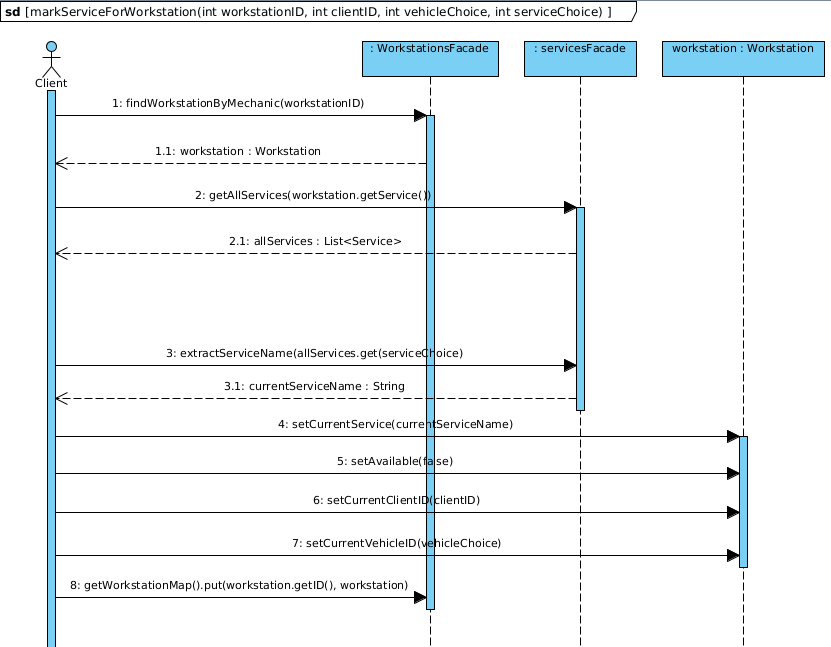 sd [markServiceForWorkstation(int workstationID, int clientID, int vehicleChoice, int serviceChoice) ]
: WorkstationsFacade
: servicesFacade
workstation : Workstation
Client
1: findWorkstationByMechanic(workstationID)
1.1: workstation : Workstation
2: getAllServices(workstation.getService())
2.1: allServices : List<Service>
3: extractServiceName(allServices.get(serviceChoice)
3.1: currentServiceName : String
4: setCurrentService(currentServiceName)
5: setAvailable(false)
6: setCurrentClientID(clientID)
7: setCurrentVehicleID(vehicleChoice)
8: getWorkstationMap().put(workstation.getID(), workstation)